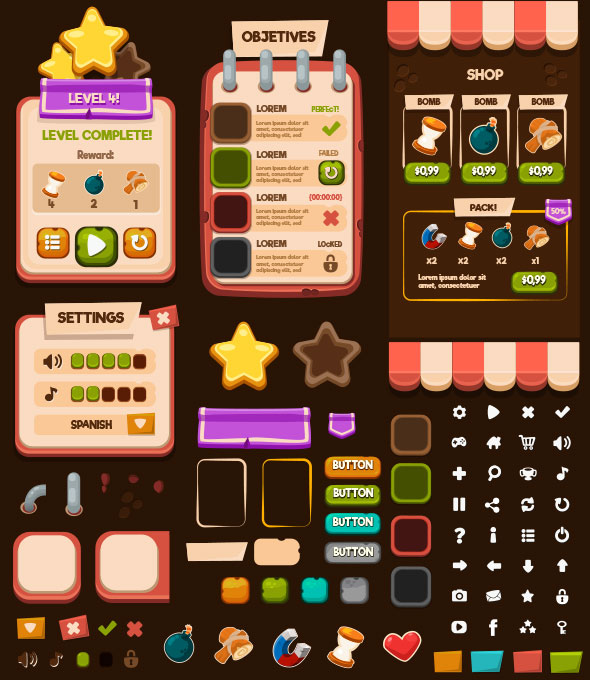 LEVEL 4!
LEVEL COMPLETE!
Reward:
4
2
1
OBJETIVES
LOREM
PERFECT!
Lorem ipsum dolor sit
amet, consectetuer
adipiscing elit, sed
LOREM
FAILED
Lorem ipsum dolor sit
amet, consectetuer
adipiscing elit, sed
LOREM
{00:00:00}
Lorem ipsum dolor sit
amet, consectetuer
adipiscing elit, sed
LOREM
LOCKED
Lorem ipsum dolor sit
amet, consectetuer
adipiscing elit, sed
SHOP
BOMB
BOMB
BOMB
$0,99
$0,99
$0,99
PACK!
50%
x2
x2
x2
x1
Lorem ipsum dolor sit
amet, consectetuer
$0,99
SETTINGS
SPANISH
BUTTON
BUTTON
BUTTON
BUTTON